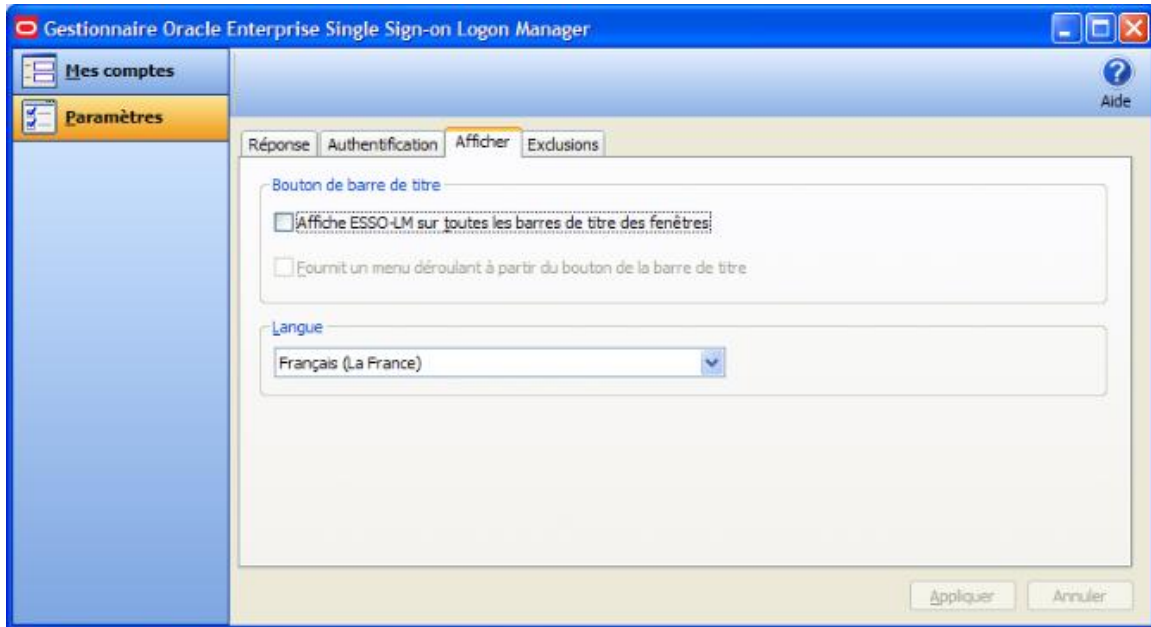 Gestionnaire Oracle Enterprise Single Sign-on Logon Manager
Mes comptes
Paramètres
Aide
Réponse Authentification Afficher Exclusions
Bouton de barre de titre
Affiche ESSO-LM sur toutes les barres de titre des fenêtres
Fournit un menu déroulant à partir du bouton de la barre de titre
Langue
Français (La France)
Appliquer Annuler